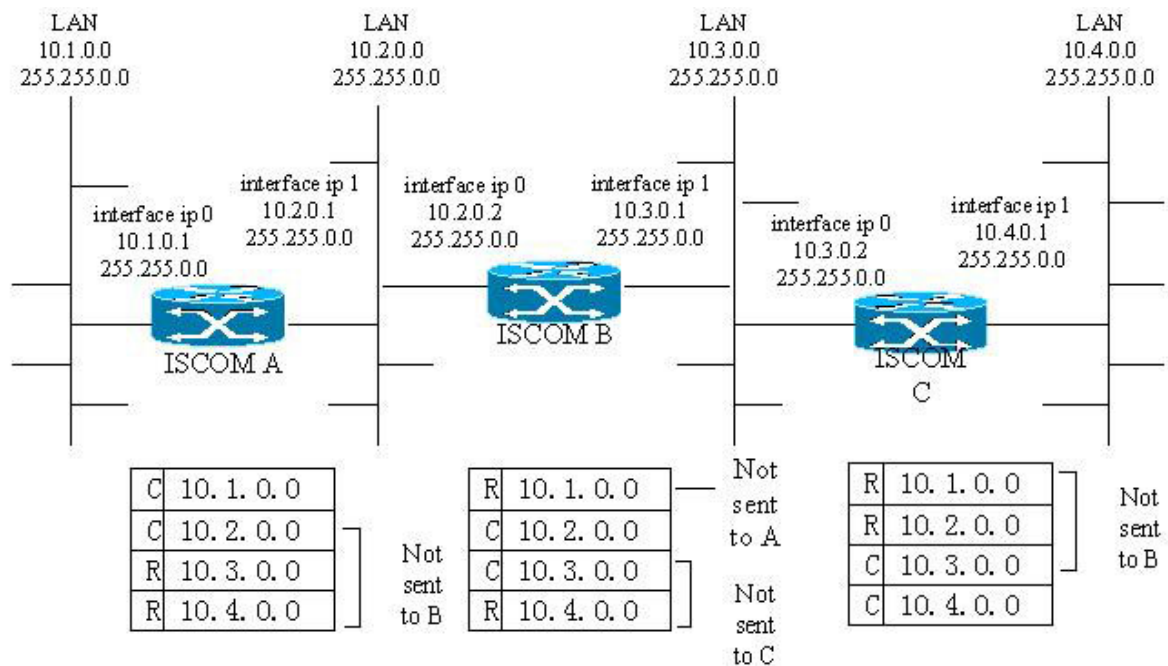 LAN
10.1.0.0
255.255.0.0
LAN
10.2.0.0
255.255.0.0
LAN
10.3.0.0
255.255.0.0
LAN
10.4.0.0
255.255.0.0
interface ip 0
10.1.0.1
255.255.0.0
interface ip 1
10.2.0.1
255.255.0.0
interface ip 0
10.2.0.2
255.255.0.0
interface ip 1
10.3.0.1
255.255.0.0
interface ip 0
10.3.0.2
255.255.0.0
interface ip 1
10.4.0.1
255.255.0.0
ISCOM A
ISCOM B
ISCOM
C
C 10.1.0.0
C 10.2.0.0
R 10.3.0.0
R 10.4.0.0
Not
sent
to B
R 10.1.0.0
C 10.2.0.0
C 10.3.0.0
R 10.4.0.0
Not
sent
to A
Not
sent
to C
R 10.1.0.0
R 10.2.0.0
C 10.3.0.0
C 10.4.0.0
Not
sent
to B